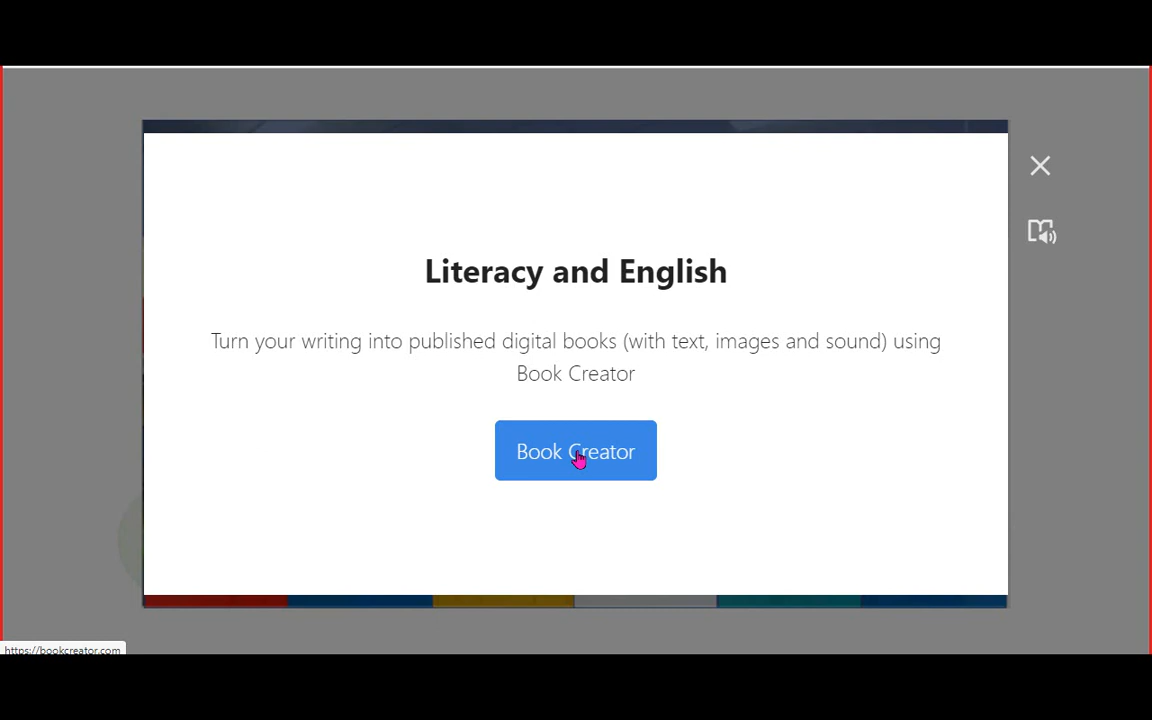 Literacy and English
Turn your writing into published digital books (with text, images and sound) using
Book Creator
Book Creator
https://bookcreator.com